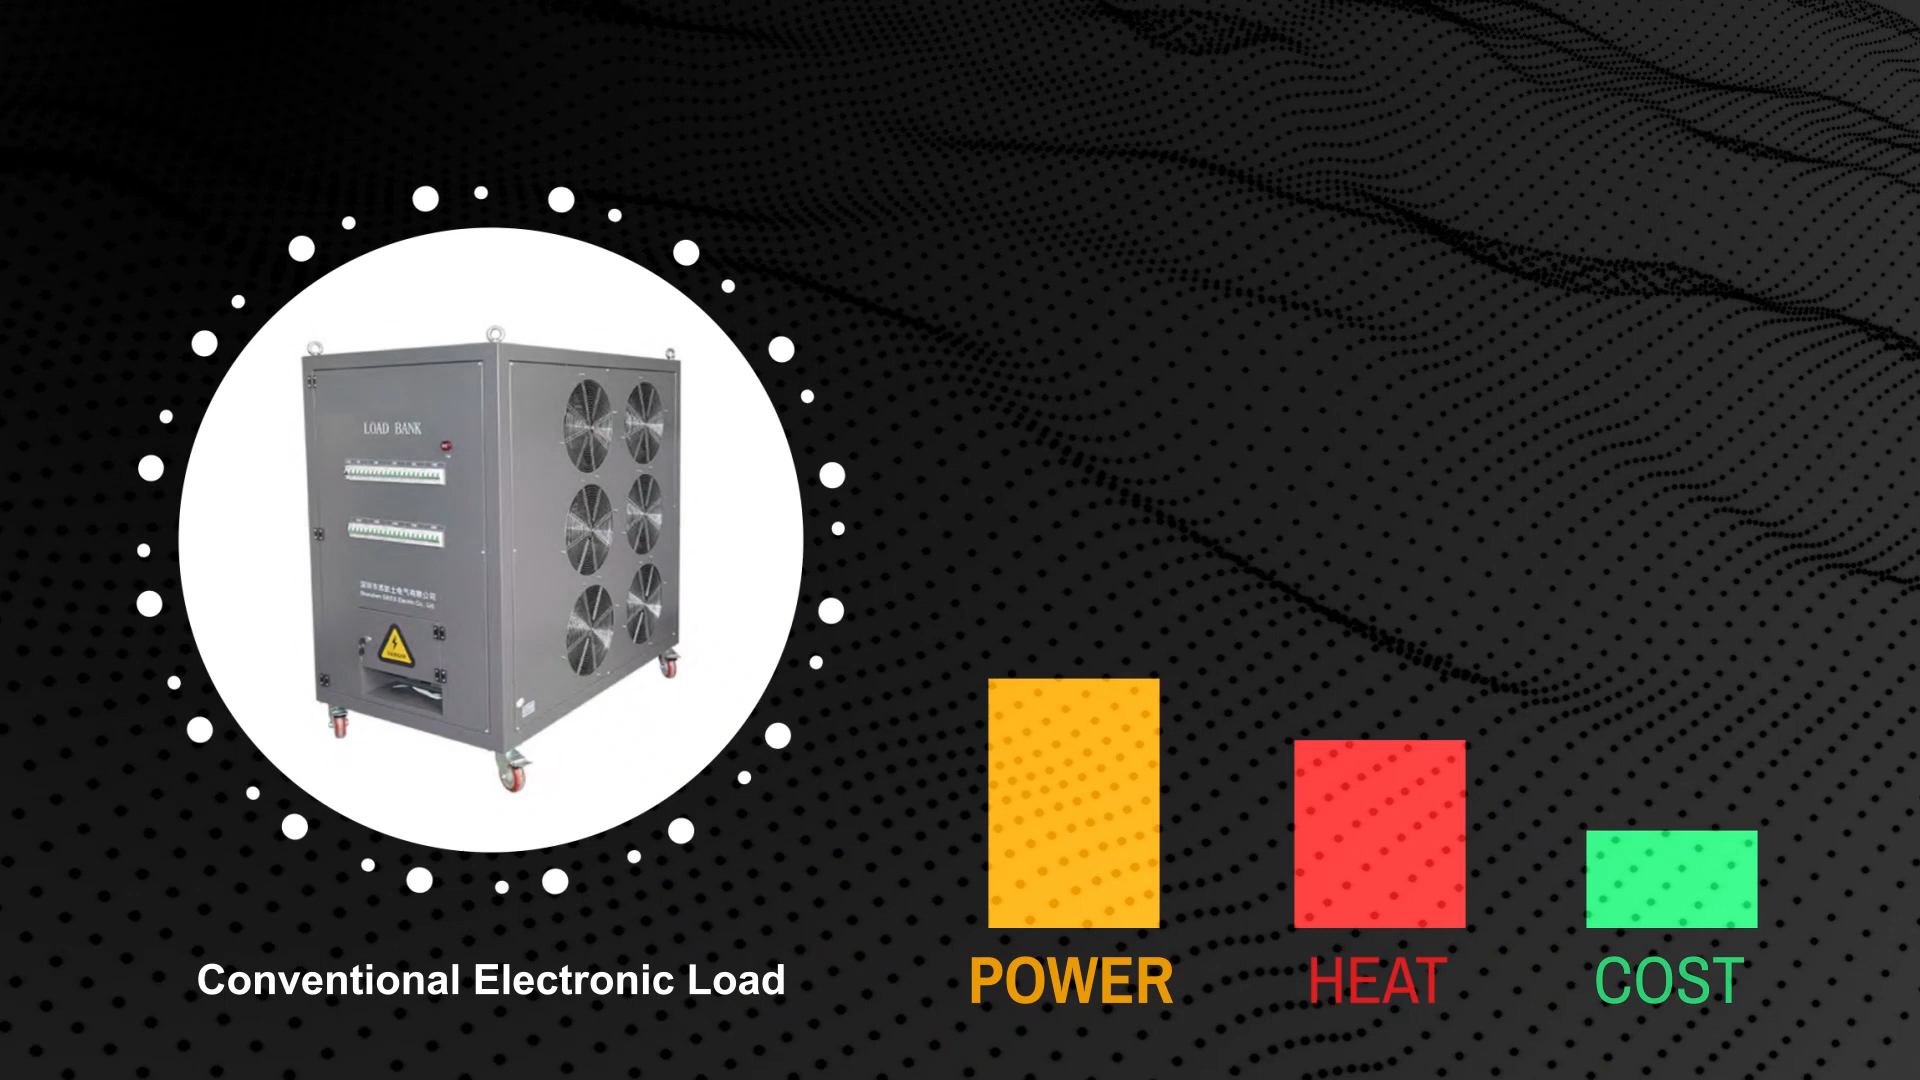 LOAD BANK
Conventional Electronic Load
POWER
HEAT
COST